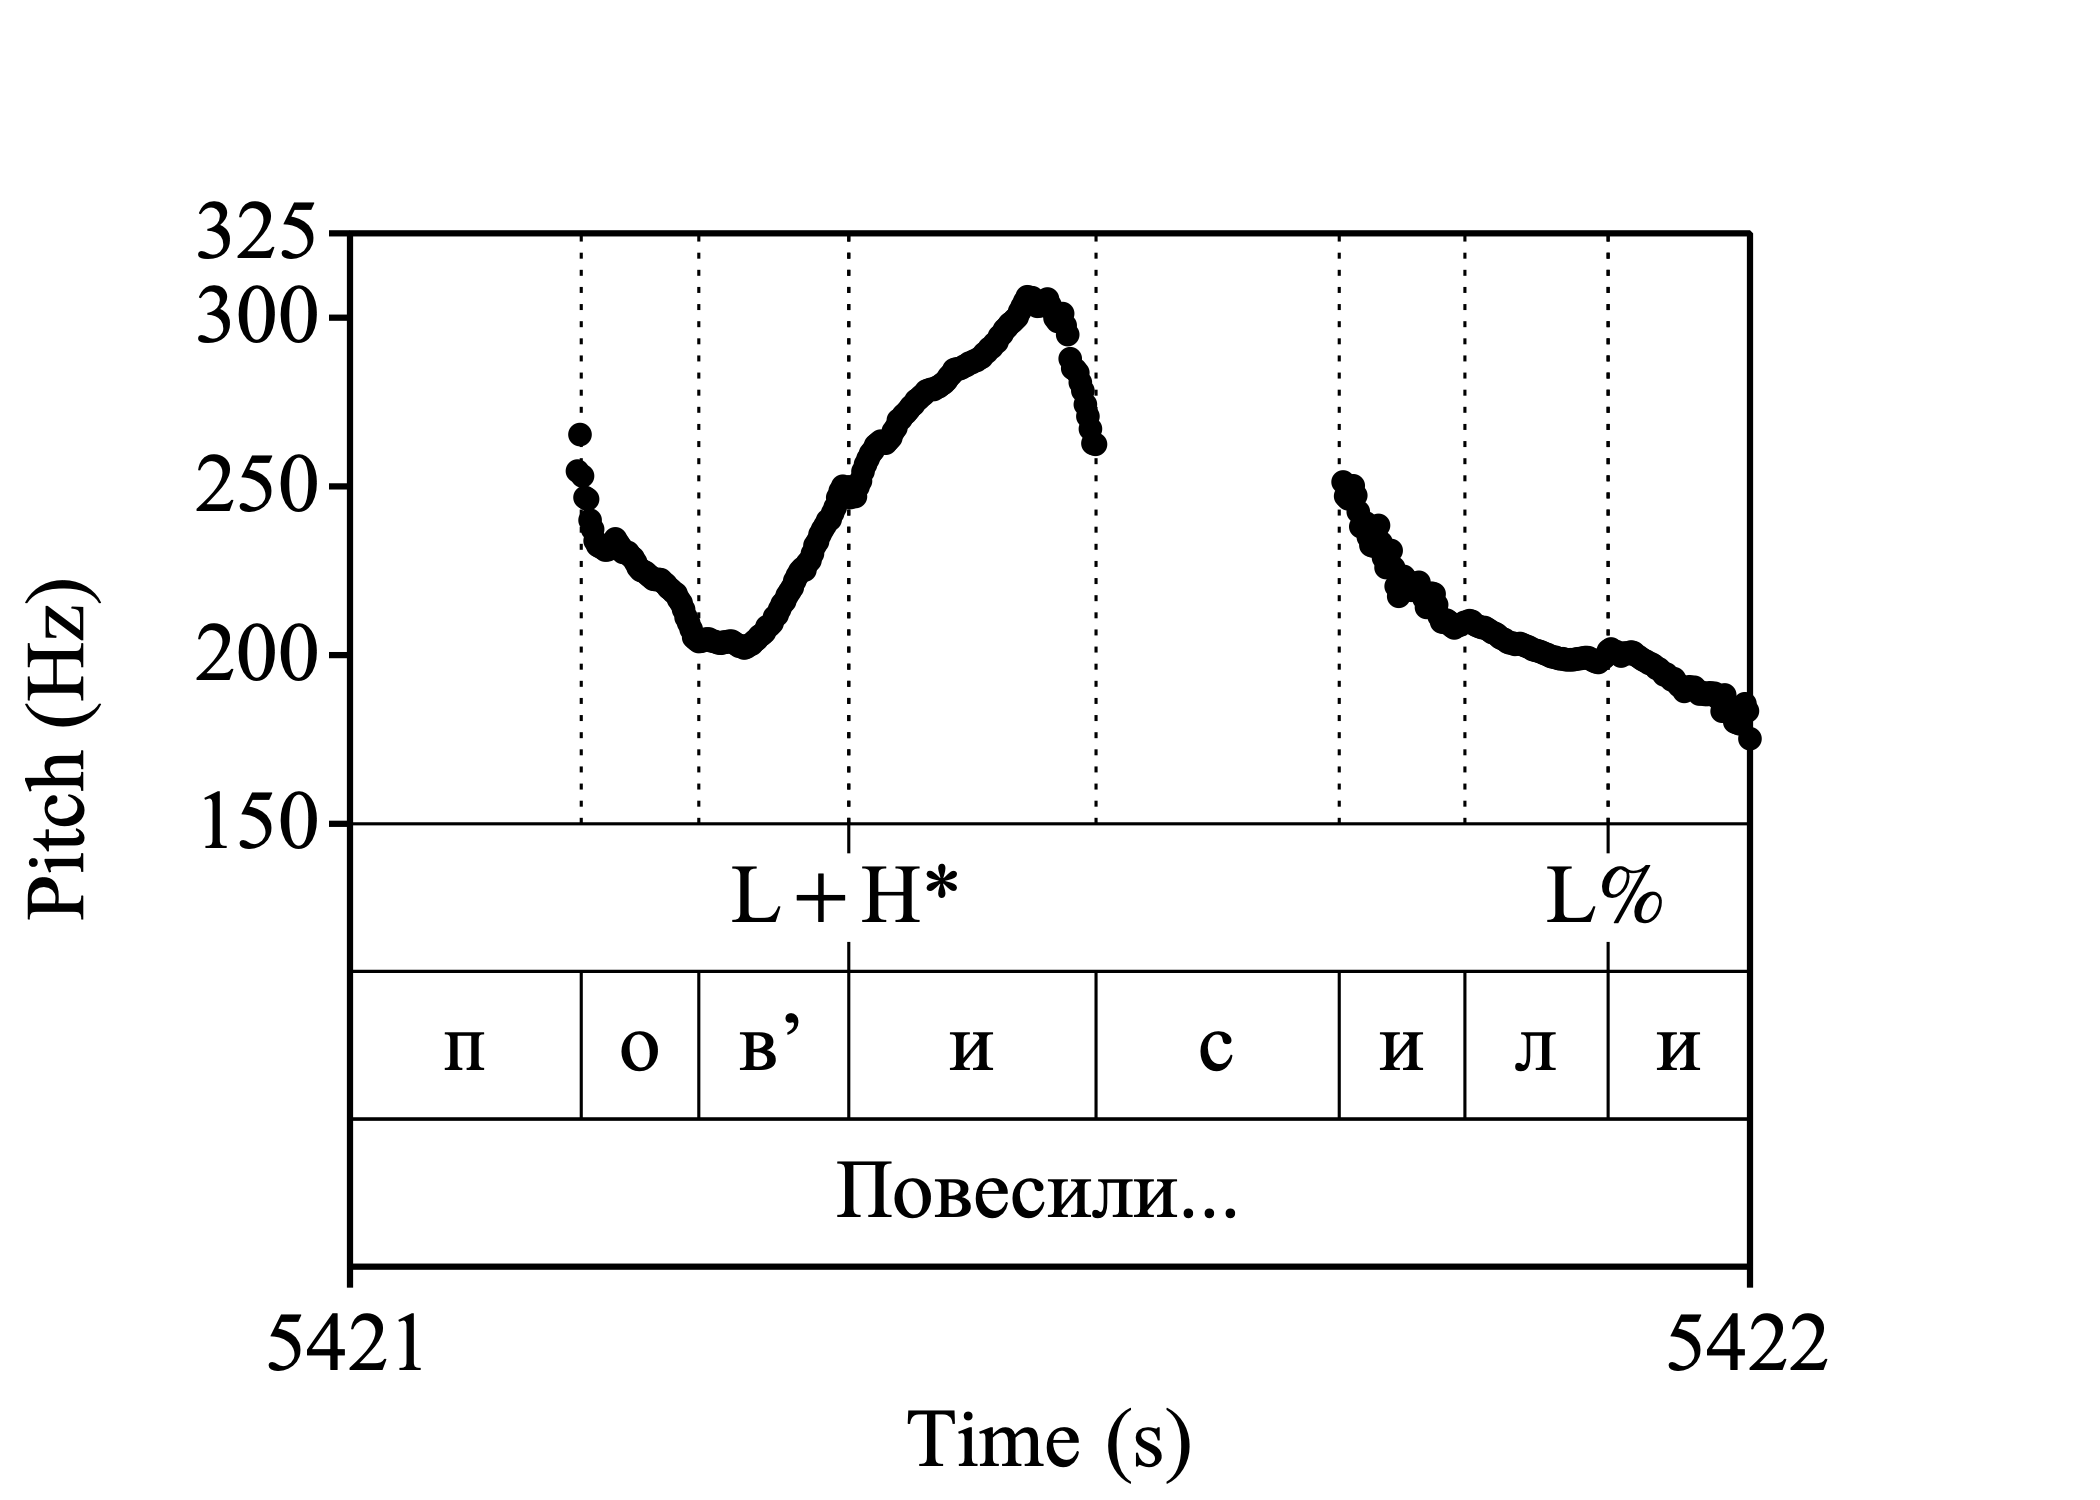 325
300
250
200
150
Pitch (Hz)
L+H* L%
п о в’ и с и л и
Повесили...
5421 5422
Time (s)